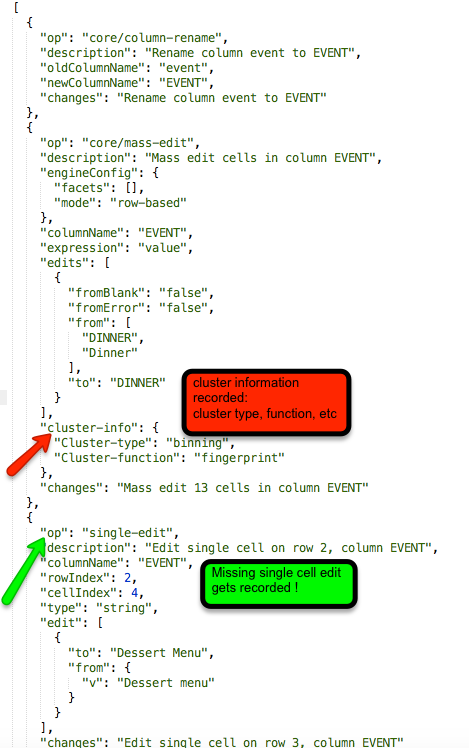 [
{
"op": "core/column-rename",
"description": "Rename column event to EVENT",
"oldColumnName": "event",
"newColumnName": "EVENT",
"changes": "Rename column event to EVENT"
},
{
"op": "core/mass-edit",
"description": "Mass edit cells in column EVENT",
"engineConfig": {
"facets": [],
"mode": "row-based"
},
"columnName": "EVENT",
"expression": "value",
"edits": [
{
"fromBlank": "false",
"fromError": "false",
"from": [
"DINNER",
"Dinner"
],
"to": "DINNER"
}
],
"cluster-info": {
"Cluster-type": "binning",
"Cluster-function": "fingerprint"
},
"changes": "Mass edit 13 cells in column EVENT"
},
{
"op": "single-edit",
"description": "Edit single cell on row 2, column EVENT",
"columnName": "EVENT",
"rowIndex": 2,
"cellIndex": 4,
"type": "string",
"edit": [
{
"to": "Dessert Menu",
"from": {
"v": "Dessert menu"
}
}
],
"changes": "Edit single cell on row 3, column EVENT"
cluster information
recorded:
cluster type, function, etc
Missing single cell edit
gets recorded !